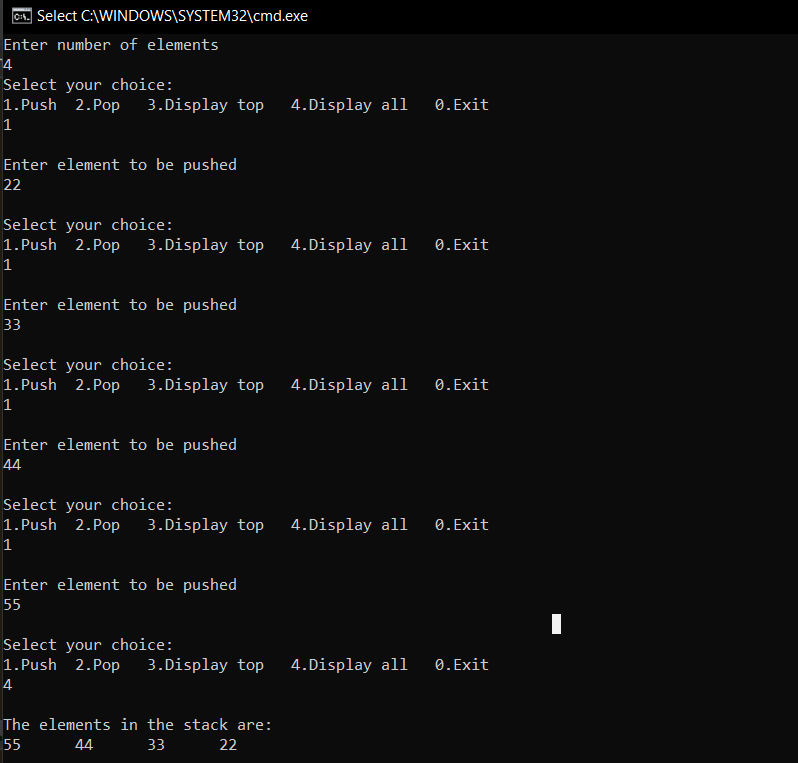 Select C:\WINDOWS\SYSTEM32\cmd.exe
Enter number of elements
4
Select your choice:
1.Push  2.Pop   3.Display top   4.Display all   0.Exit
1
Enter element to be pushed
22
Select your choice:
1.Push  2.Pop   3.Display top   4.Display all   0.Exit
1
Enter element to be pushed
33
Select your choice:
1.Push  2.Pop   3.Display top   4.Display all   0.Exit
1
Enter element to be pushed
44
Select your choice:
1.Push  2.Pop   3.Display top   4.Display all   0.Exit
1
Enter element to be pushed
55
Select your choice:
1.Push  2.Pop   3.Display top   4.Display all   0.Exit
4
The elements in the stack are:
55      44      33      22